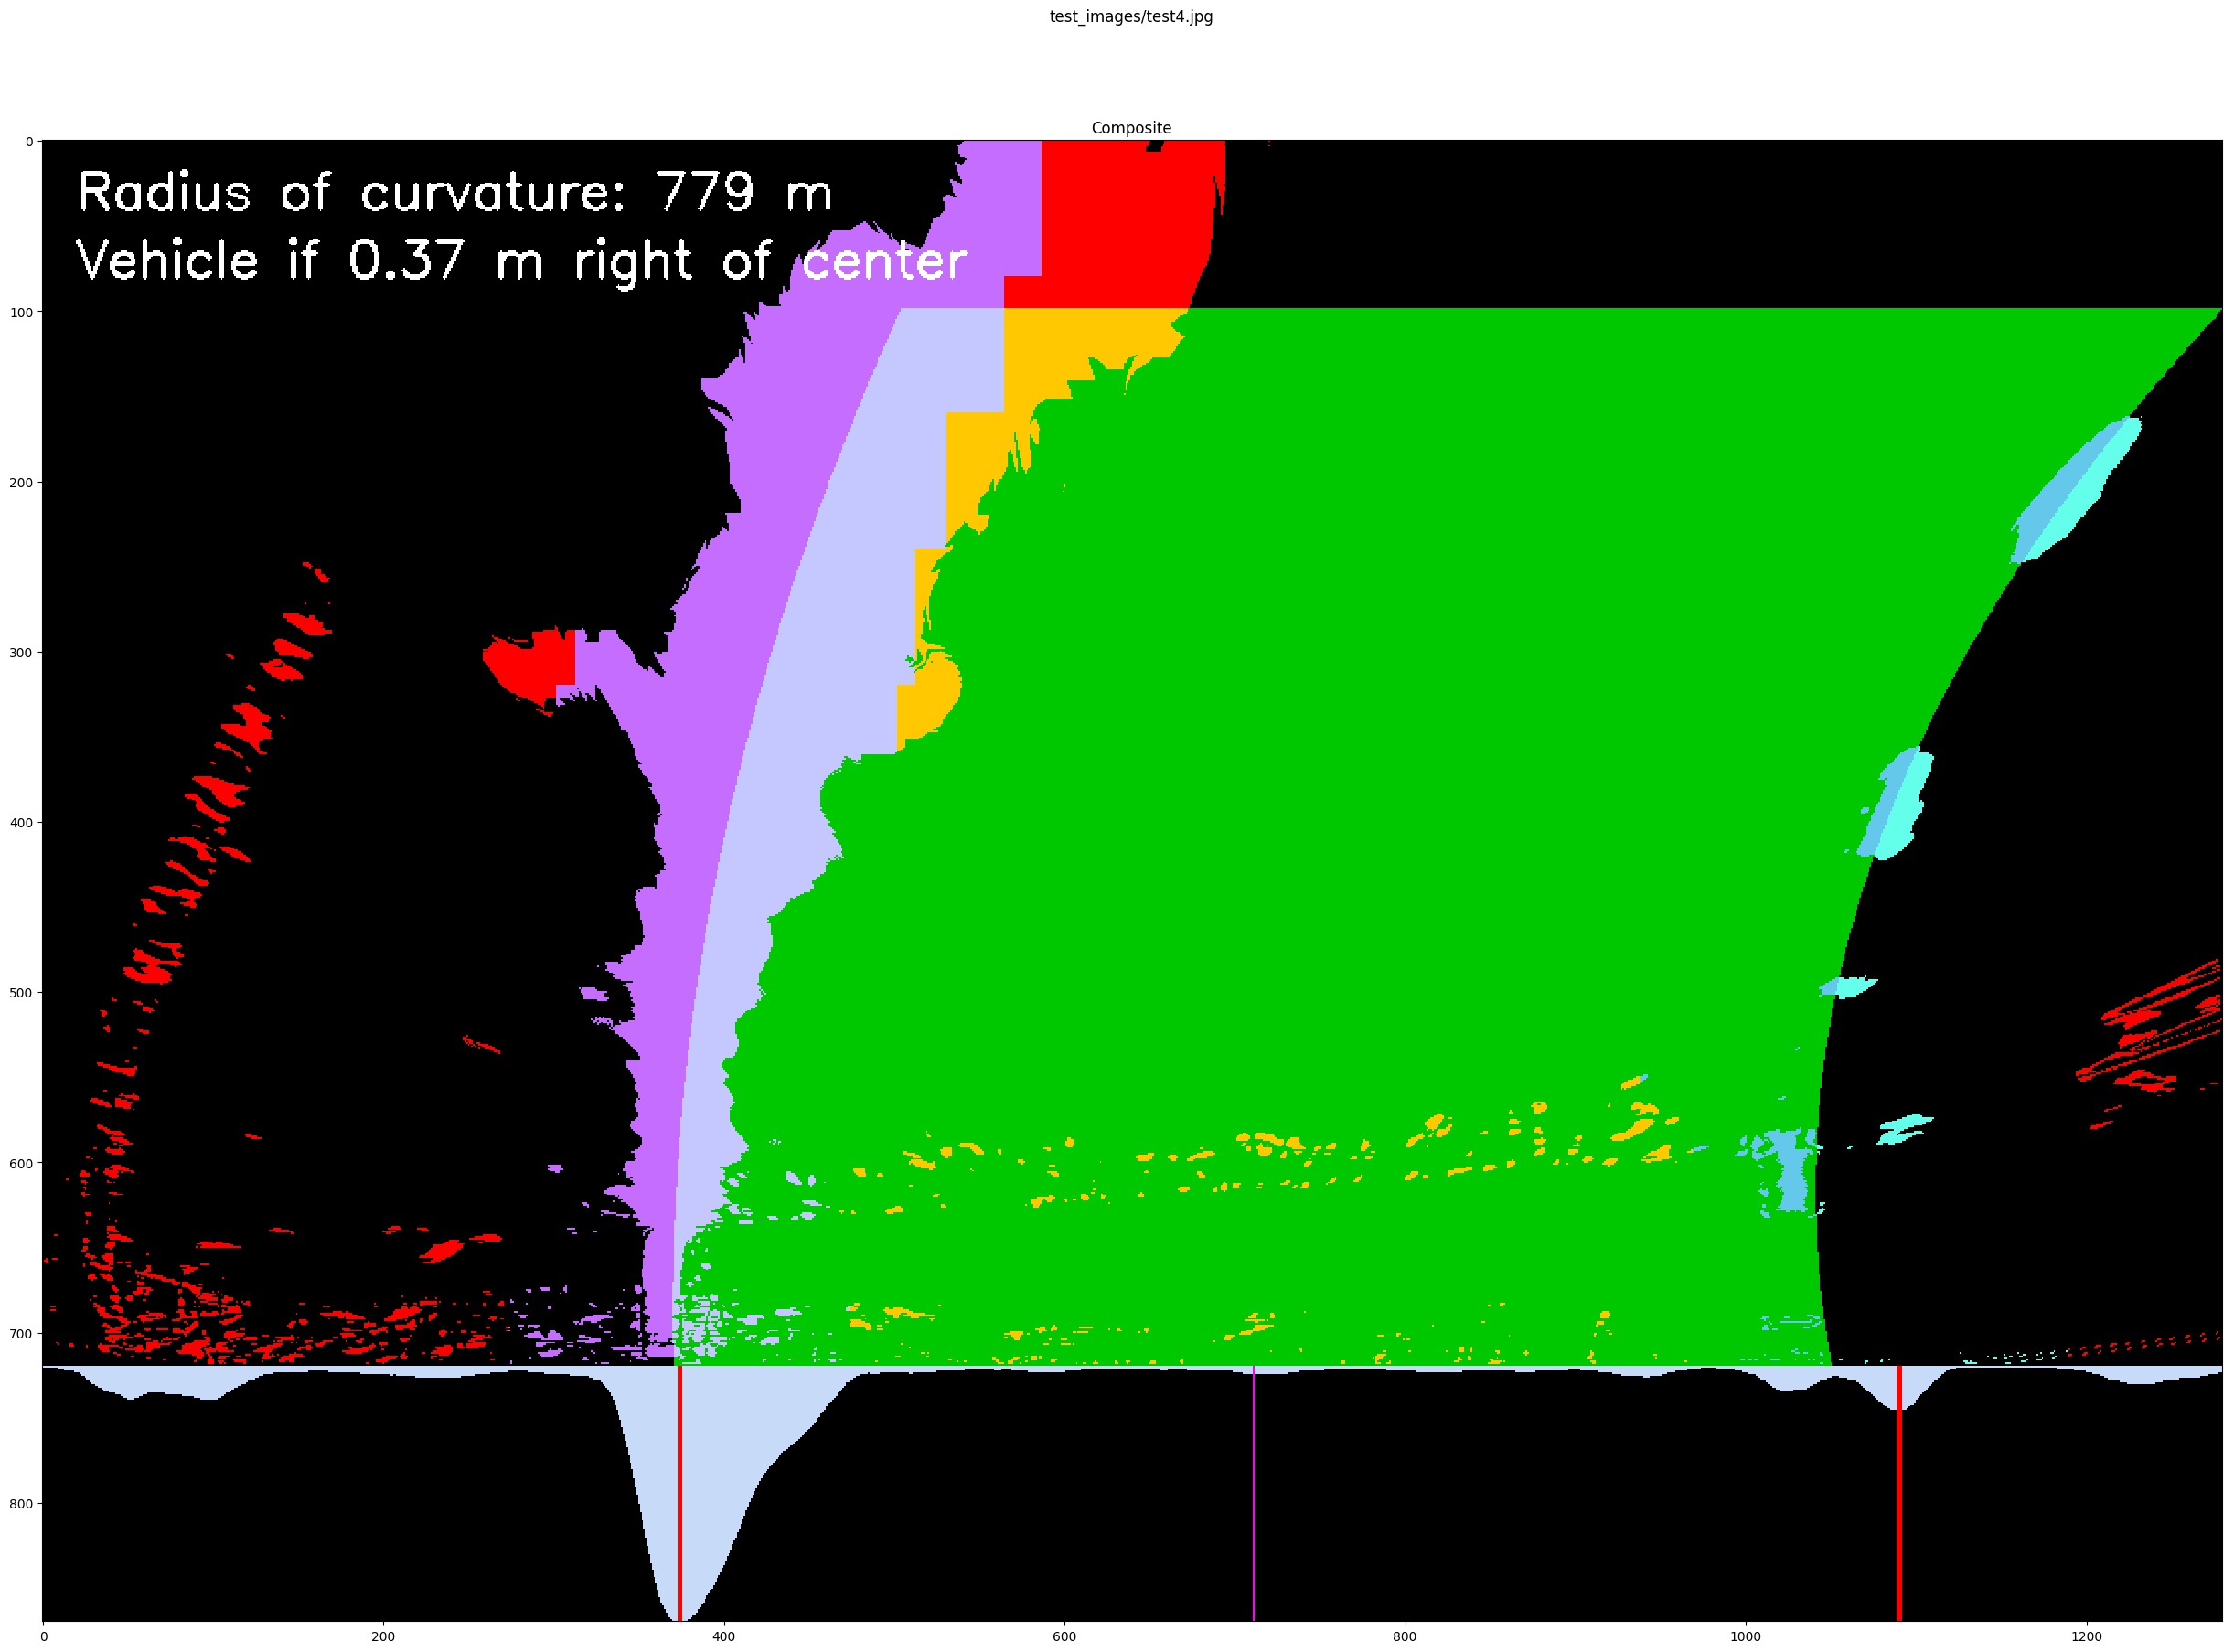 test_images/test4.jpg
Composite
Radius of curvature: 779 m
Vehicle if 0.37 m right of center
0
100
200
300
400
500
600
700
800
0 200 400 600 800 1000 1200